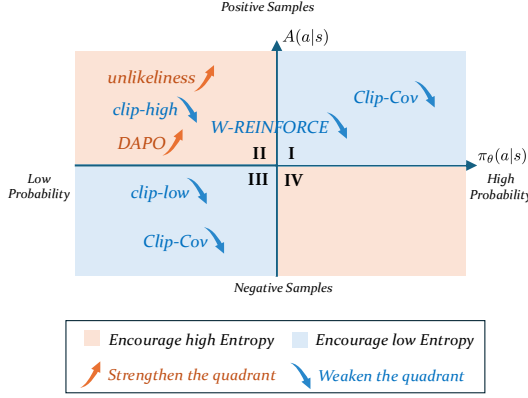 Positive Samples
A(a|s)
unlikeliness
Clip-Cov
clip-high
W-REINFORCE
DAPO
II I
π_θ(a|s)
Low
Probability
High
Probability
III IV
clip-low
Clip-Cov
Negative Samples
Encourage high Entropy
Encourage low Entropy
Strengthen the quadrant
Weaken the quadrant